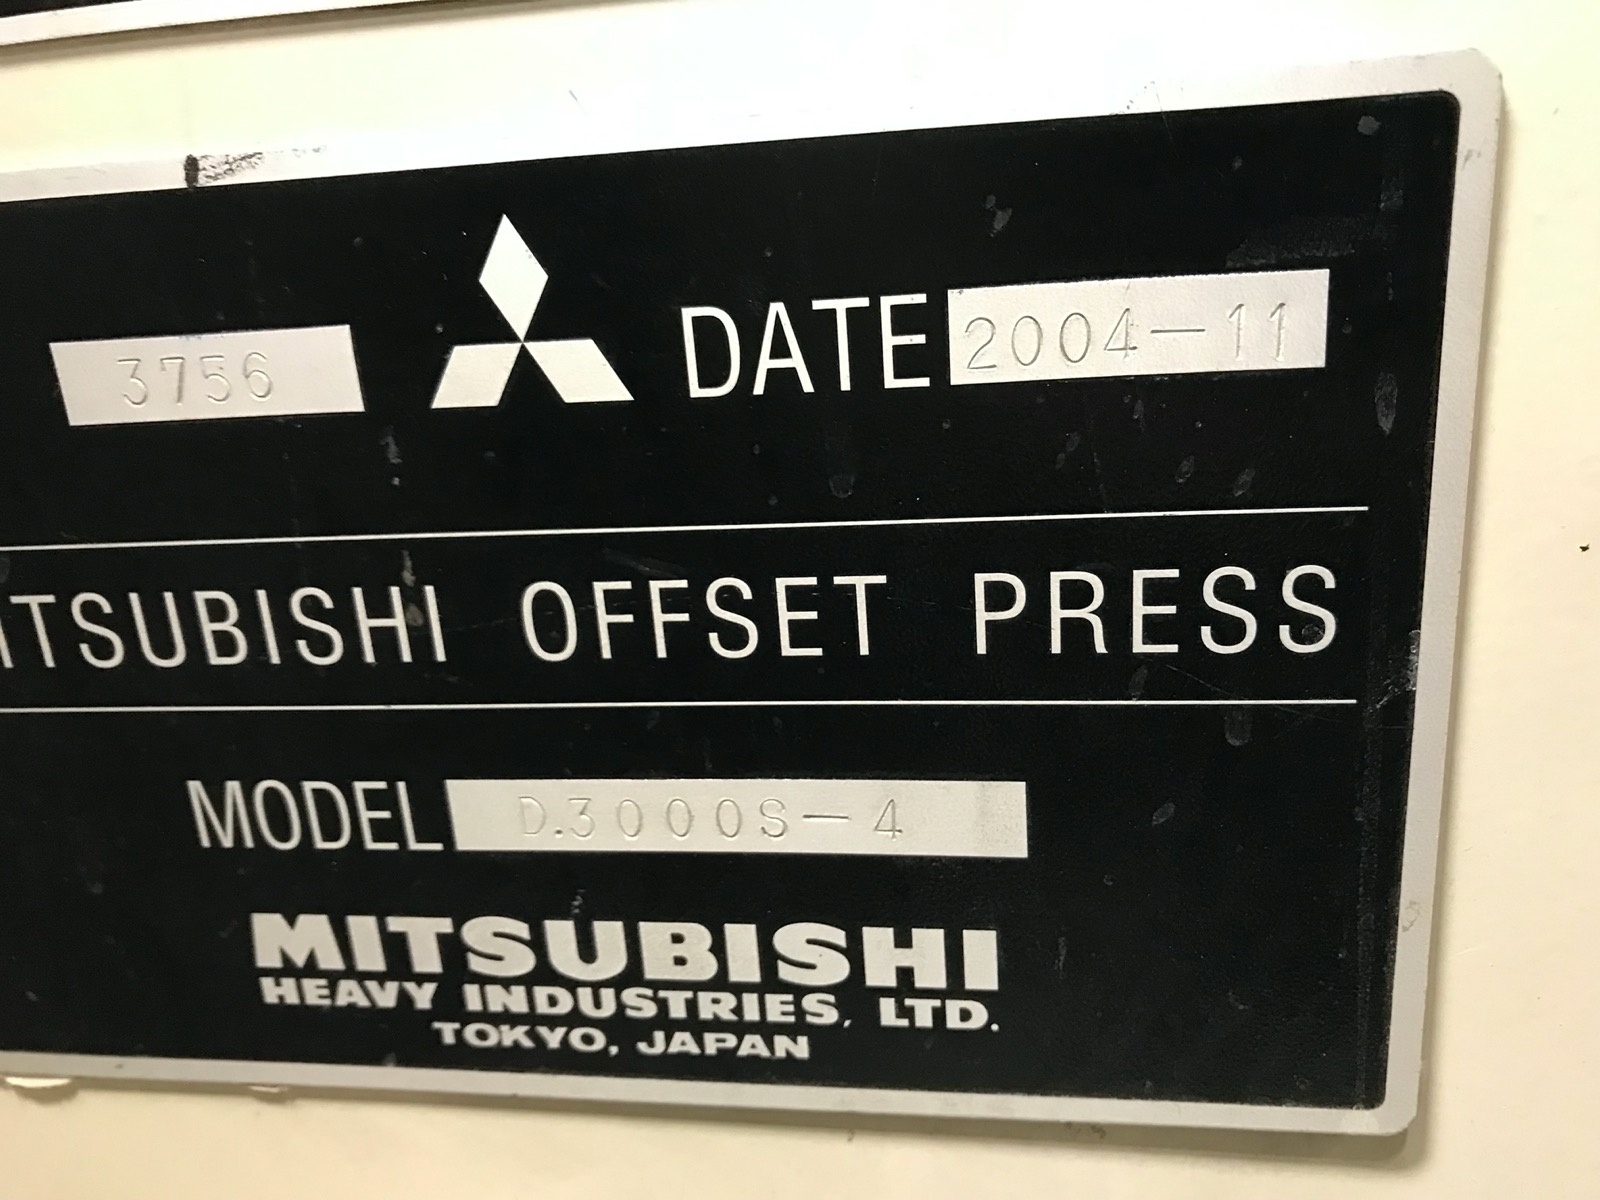 3756 DATE 2004-11
ITSUBISHI OFFSET PRESS
MODEL D.3000S-4
MITSUBISHI
HEAVY INDUSTRIES, LTD.
TOKYO, JAPAN